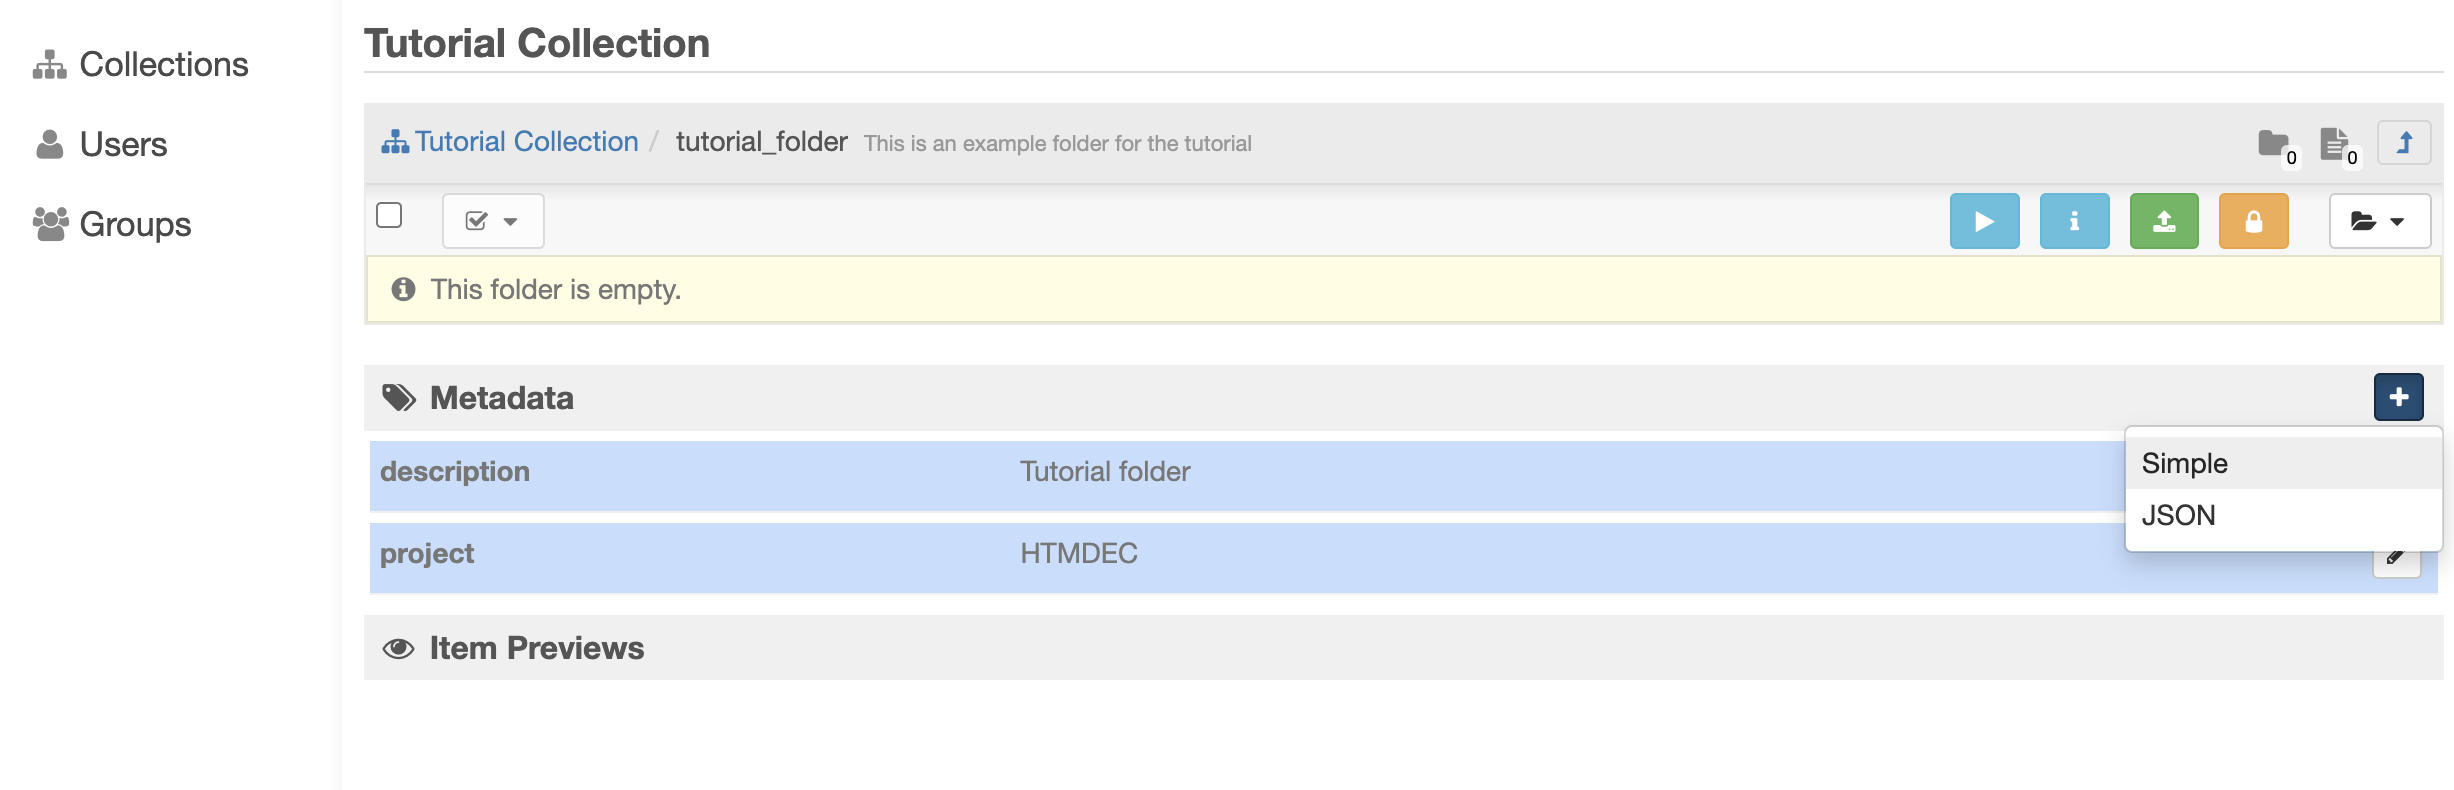 Collections
Users
Groups
Tutorial Collection
Tutorial Collection / tutorial_folder This is an example folder for the tutorial
0
0
This folder is empty.
Metadata
description Tutorial folder
project HTMDEC
Simple
JSON
Item Previews